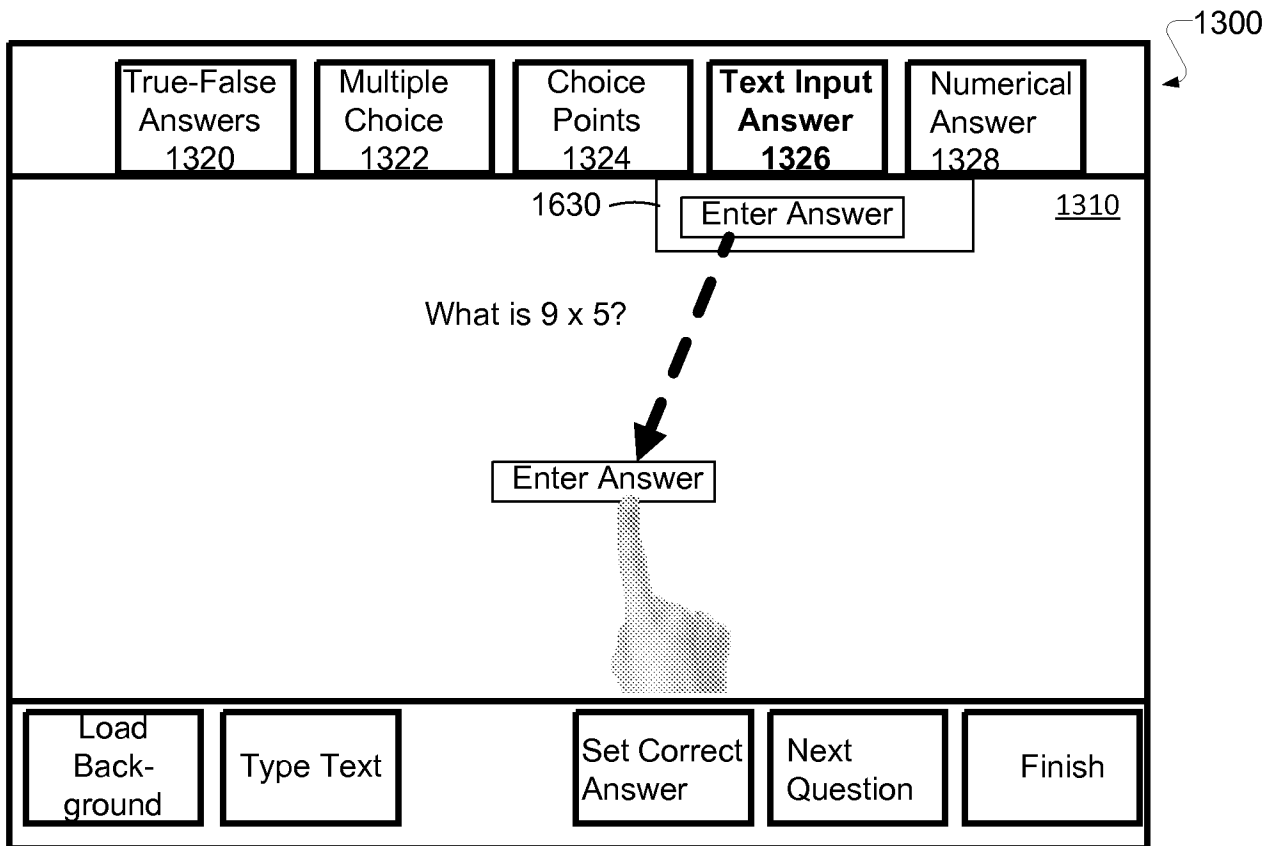 1300
True-False
Answers
1320
Multiple
Choice
1322
Choice
Points
1324
Text Input
Answer
1326
Numerical
Answer
1328
1630
Enter Answer
1310
What is 9 x 5?
Enter Answer
Load
Back-
ground
Type Text
Set Correct
Answer
Next
Question
Finish